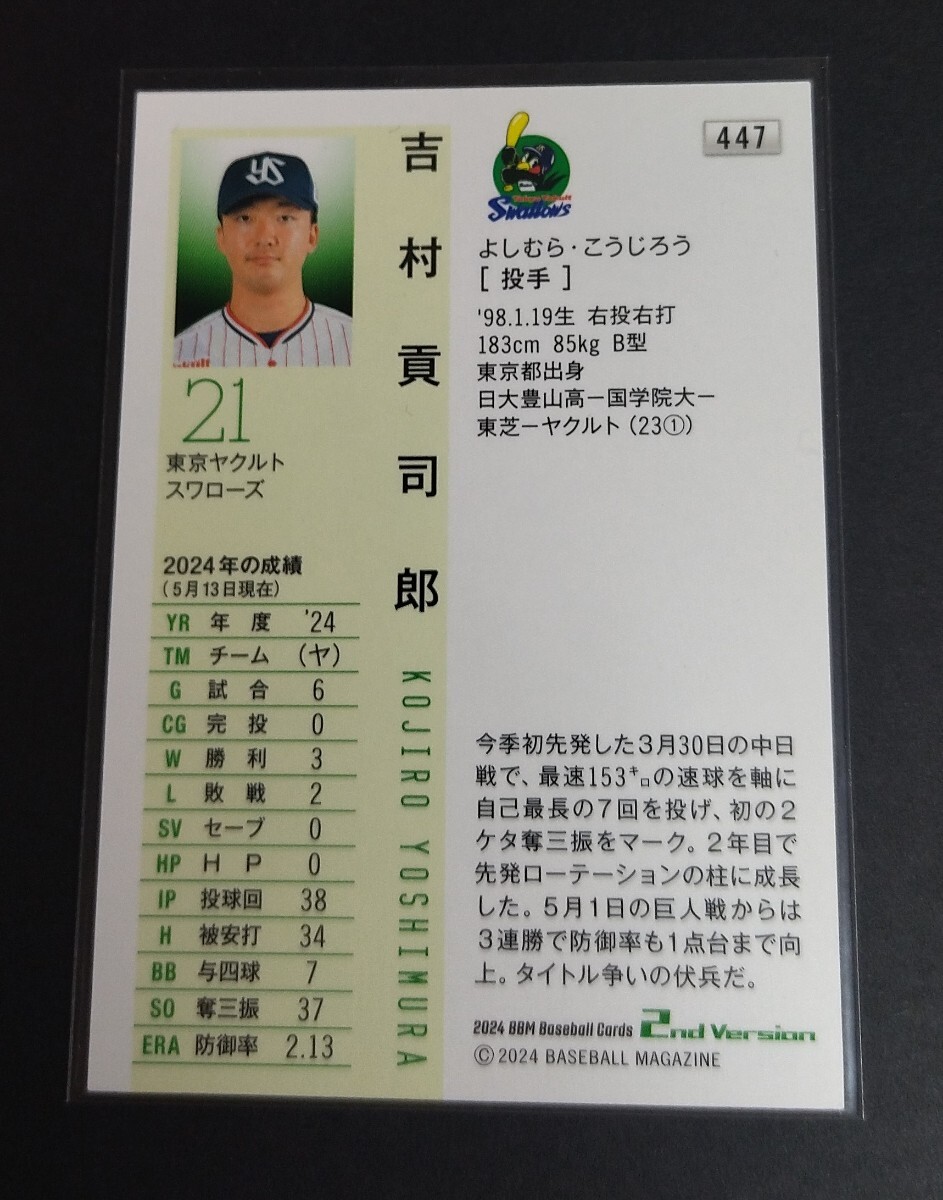 447
YS
吉村貢司郎
KOJIRO YOSHIMURA
21
東京ヤクルト
スワローズ
2024年の成績
(5月13日現在)
YR 年度 '24
TM チーム (ヤ)
G 試合 6
CG 完投 0
W 勝利 3
L 敗戦 2
SV セーブ 0
HP HP 0
IP 投球回 38
H 被安打 34
BB 与四球 7
SO 奪三振 37
ERA 防御率 2.13
Tokyo Yakult
Swallows
よしむら・こうじろう
[ 投手 ]
'98.1.19生 右投右打
183cm 85kg B型
東京都出身
日大豊山高ー国学院大ー
東芝ーヤクルト (23①)
今季初先発した3月30日の中日
戦で、最速153㌔の速球を軸に
自己最長の7回を投げ、初の2
ケタ奪三振をマーク。2年目で
先発ローテーションの柱に成長
した。5月1日の巨人戦からは
3連勝で防御率も1点台まで向
上。タイトル争いの伏兵だ。
2024 BBM Baseball Cards 2nd Version
©2024 BASEBALL MAGAZINE